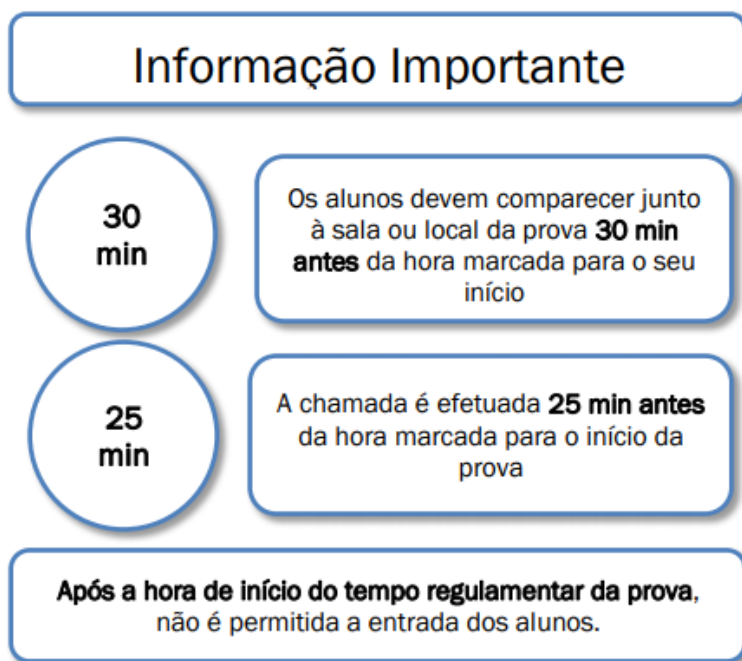 Informação Importante
30
min
Os alunos devem comparecer junto
à sala ou local da prova 30 min
antes da hora marcada para o seu
início
25
min
A chamada é efetuada 25 min antes
da hora marcada para o início da
prova
Após a hora de início do tempo regulamentar da prova,
não é permitida a entrada dos alunos.